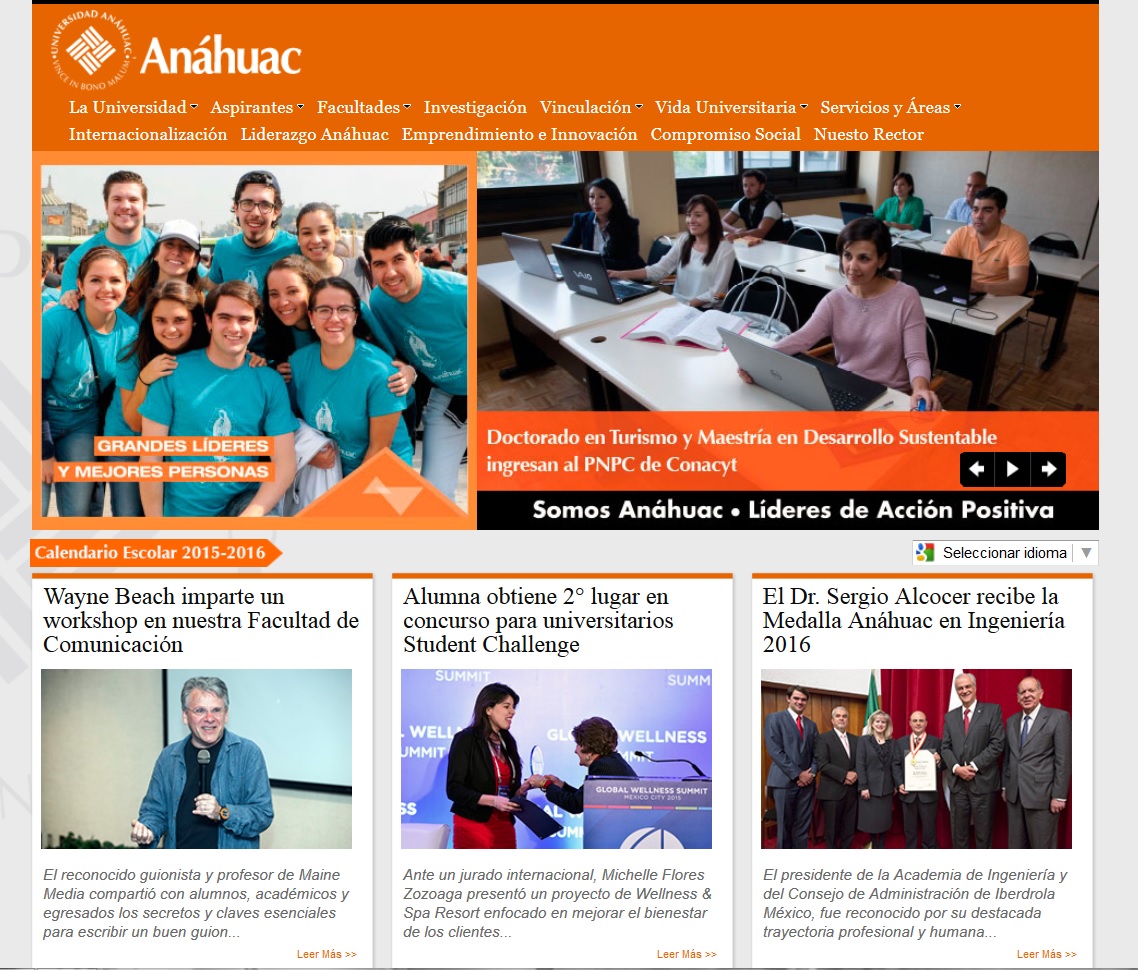 UNIVERSIDAD ANÁHUAC
VINCE IN BONO MALUM
Anáhuac
La Universidad Aspirantes Facultades Investigación Vinculación Vida Universitaria Servicios y Áreas
Internacionalización Liderazgo Anáhuac Emprendimiento e Innovación Compromiso Social Nuesto Rector
GRANDES LÍDERES
Y MEJORES PERSONAS
VAIO
Doctorado en Turismo y Maestría en Desarrollo Sustentable
ingresan al PNPC de Conacyt
Somos Anáhuac • Líderes de Acción Positiva
Calendario Escolar 2015-2016
Seleccionar idioma
Wayne Beach imparte un
workshop en nuestra Facultad de
Comunicación
El reconocido guionista y profesor de Maine
Media compartió con alumnos, académicos y
egresados los secretos y claves esenciales
para escribir un buen guion...
Leer Más >>
Alumna obtiene 2° lugar en
concurso para universitarios
Student Challenge
SUMMIT
SUMM
WELL
GL
WELLNESS
UMMIT
GLOBAL WELLNESS SUMMIT
MEXICO CITY 2015
Ante un jurado internacional, Michelle Flores
Zozoaga presentó un proyecto de Wellness &
Spa Resort enfocado en mejorar el bienestar
de los clientes...
Leer Más >>
El Dr. Sergio Alcocer recibe la
Medalla Anáhuac en Ingeniería
2016
El presidente de la Academia de Ingeniería y
del Consejo de Administración de Iberdrola
México, fue reconocido por su destacada
trayectoria profesional y humana...
Leer Más >>